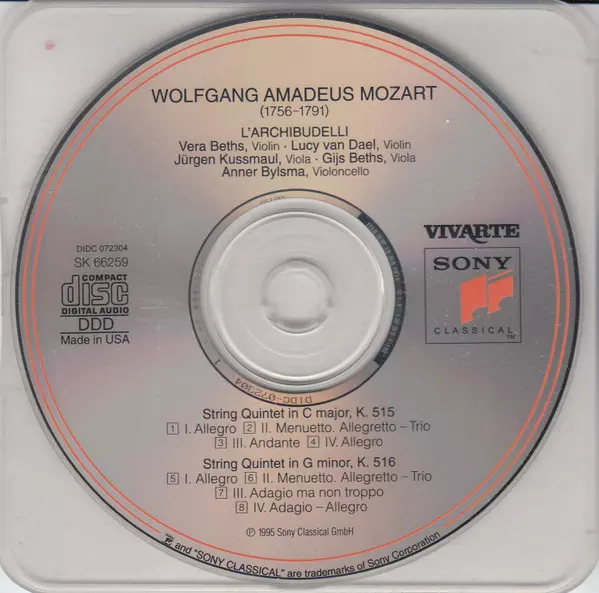 WOLFGANG AMADEUS MOZART
(1756–1791)
L'ARCHIBUDELLI
Vera Beths, Violin · Lucy van Dael, Violin
Jürgen Kussmaul, Viola · Gijs Beths, Viola
Anner Bylsma, Violoncello
DIDC 072304
SK 66259
COMPACT
disc
DIGITAL AUDIO
DDD
Made in USA
VIVARTE
SONY
CLASSICAL™
DIDC-072304
String Quintet in C major, K. 515
1 I. Allegro 2 II. Menuetto. Allegretto – Trio
3 III. Andante 4 IV. Allegro
String Quintet in G minor, K. 516
5 I. Allegro 6 II. Menuetto. Allegretto – Trio
7 III. Adagio ma non troppo
8 IV. Adagio – Allegro
℗ 1995 Sony Classical GmbH
and "SONY CLASSICAL" are trademarks of Sony Corporation